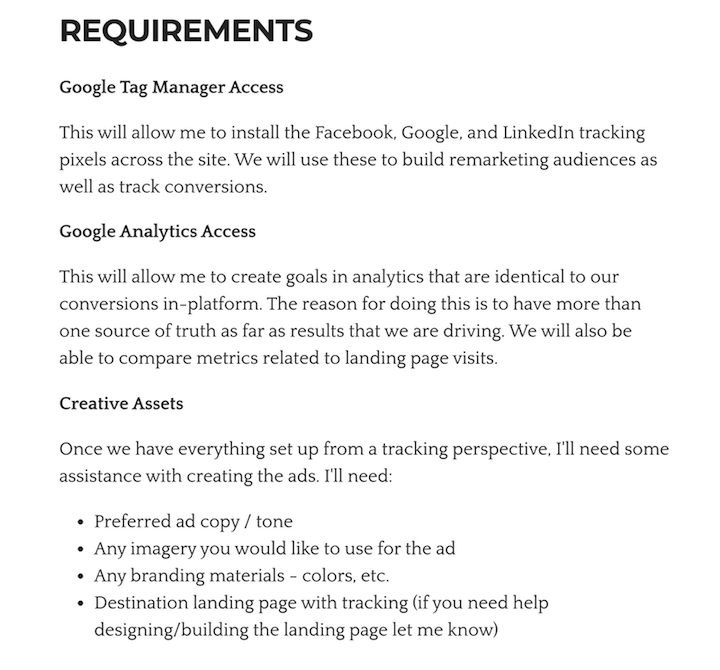 REQUIREMENTS
Google Tag Manager Access
This will allow me to install the Facebook, Google, and LinkedIn tracking
pixels across the site. We will use these to build remarketing audiences as
well as track conversions.
Google Analytics Access
This will allow me to create goals in analytics that are identical to our
conversions in-platform. The reason for doing this is to have more than
one source of truth as far as results that we are driving. We will also be
able to compare metrics related to landing page visits.
Creative Assets
Once we have everything set up from a tracking perspective, I'll need some
assistance with creating the ads. I'll need:
• Preferred ad copy / tone
• Any imagery you would like to use for the ad
• Any branding materials - colors, etc.
• Destination landing page with tracking (if you need help
designing/building the landing page let me know)